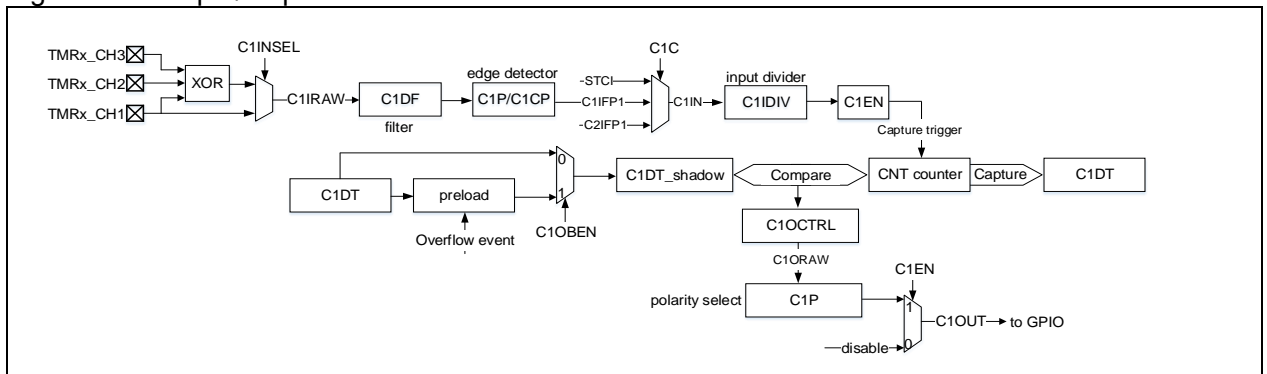 TMRx_CH3
TMRx_CH2
TMRx_CH1
XOR
C1INSEL
C1IRAW
C1DF
filter
edge detector
C1P/C1CP
C1C
-STCI
C1IFP1
-C2IFP1
C1IN
input divider
C1IDIV
C1EN
Capture trigger
C1DT
preload
Overflow event
0
1
C1OBEN
C1DT_shadow
Compare
CNT counter
Capture
C1DT
C1OCTRL
C1ORAW
polarity select
C1P
C1EN
1
0
disable
C1OUT
to GPIO